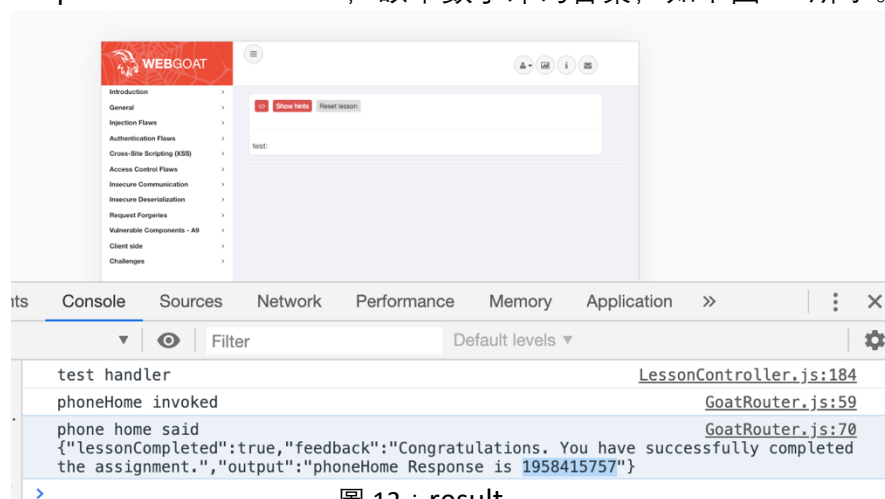 WEBGOAT
Introduction
General
Injection Flaws
Authentication Flaws
Cross-Site Scripting (XSS)
Access Control Flaws
Insecure Communication
Insecure Deserialization
Request Forgeries
Vulnerable Components - A9
Client side
Challenges
Show hints Reset lesson
test:
Console Sources Network Performance Memory Application »
Filter Default levels ▼
test handler LessonController.js:184
phoneHome invoked GoatRouter.js:59
phone home said GoatRouter.js:70
{"lessonCompleted":true,"feedback":"Congratulations. You have successfully completed
the assignment.","output":"phoneHome Response is 1958415757"}